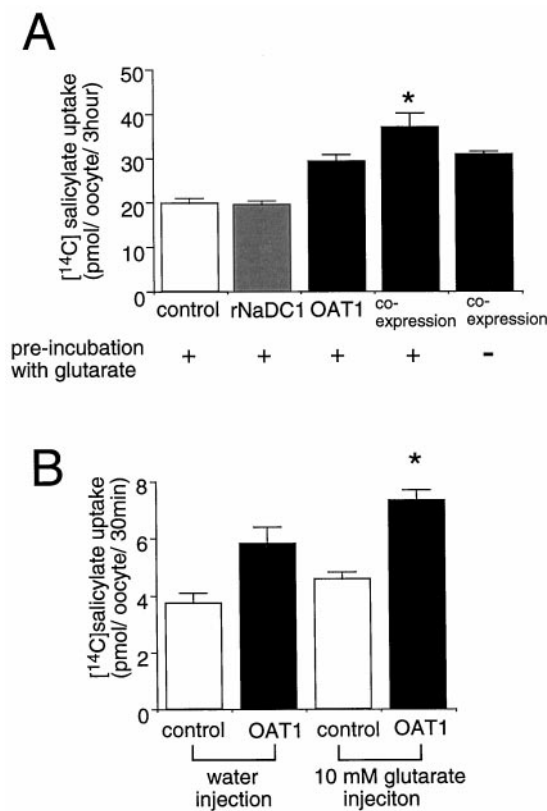 A
[¹⁴C] salicylate uptake
(pmol/ oocyte/ 3hour)
50
40
30
20
10
0
*
control rNaDC1 OAT1 co-expression co-expression
pre-incubation
with glutarate + + + + -
B
[¹⁴C]salicylate uptake
(pmol/ oocyte/ 30min)
8
6
4
2
0
*
control OAT1 control OAT1
water
injection
10 mM glutarate
injeciton